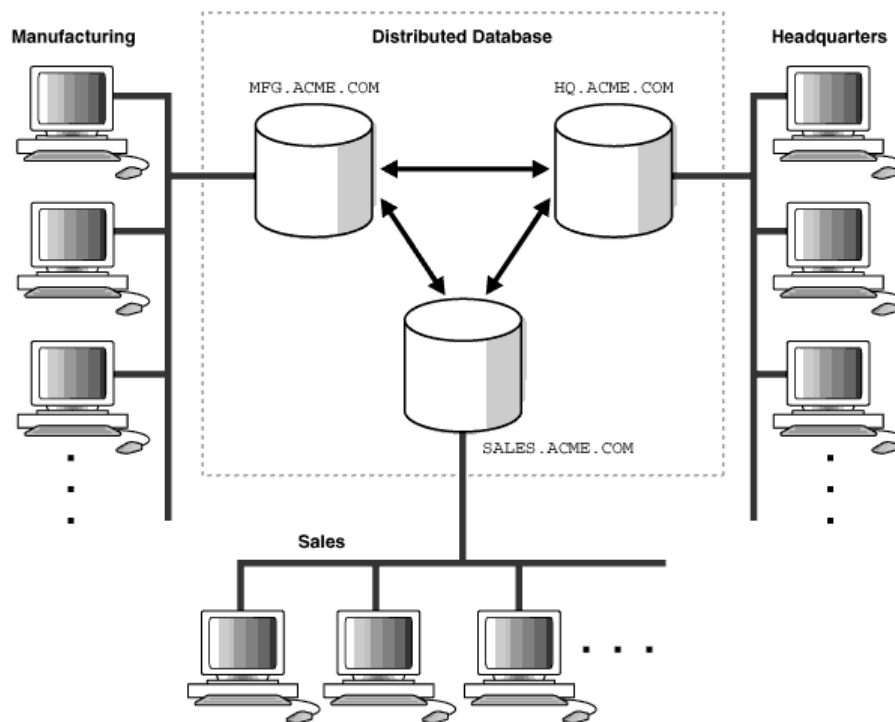 Manufacturing
Distributed Database
Headquarters
MFG.ACME.COM
HQ.ACME.COM
SALES.ACME.COM
Sales